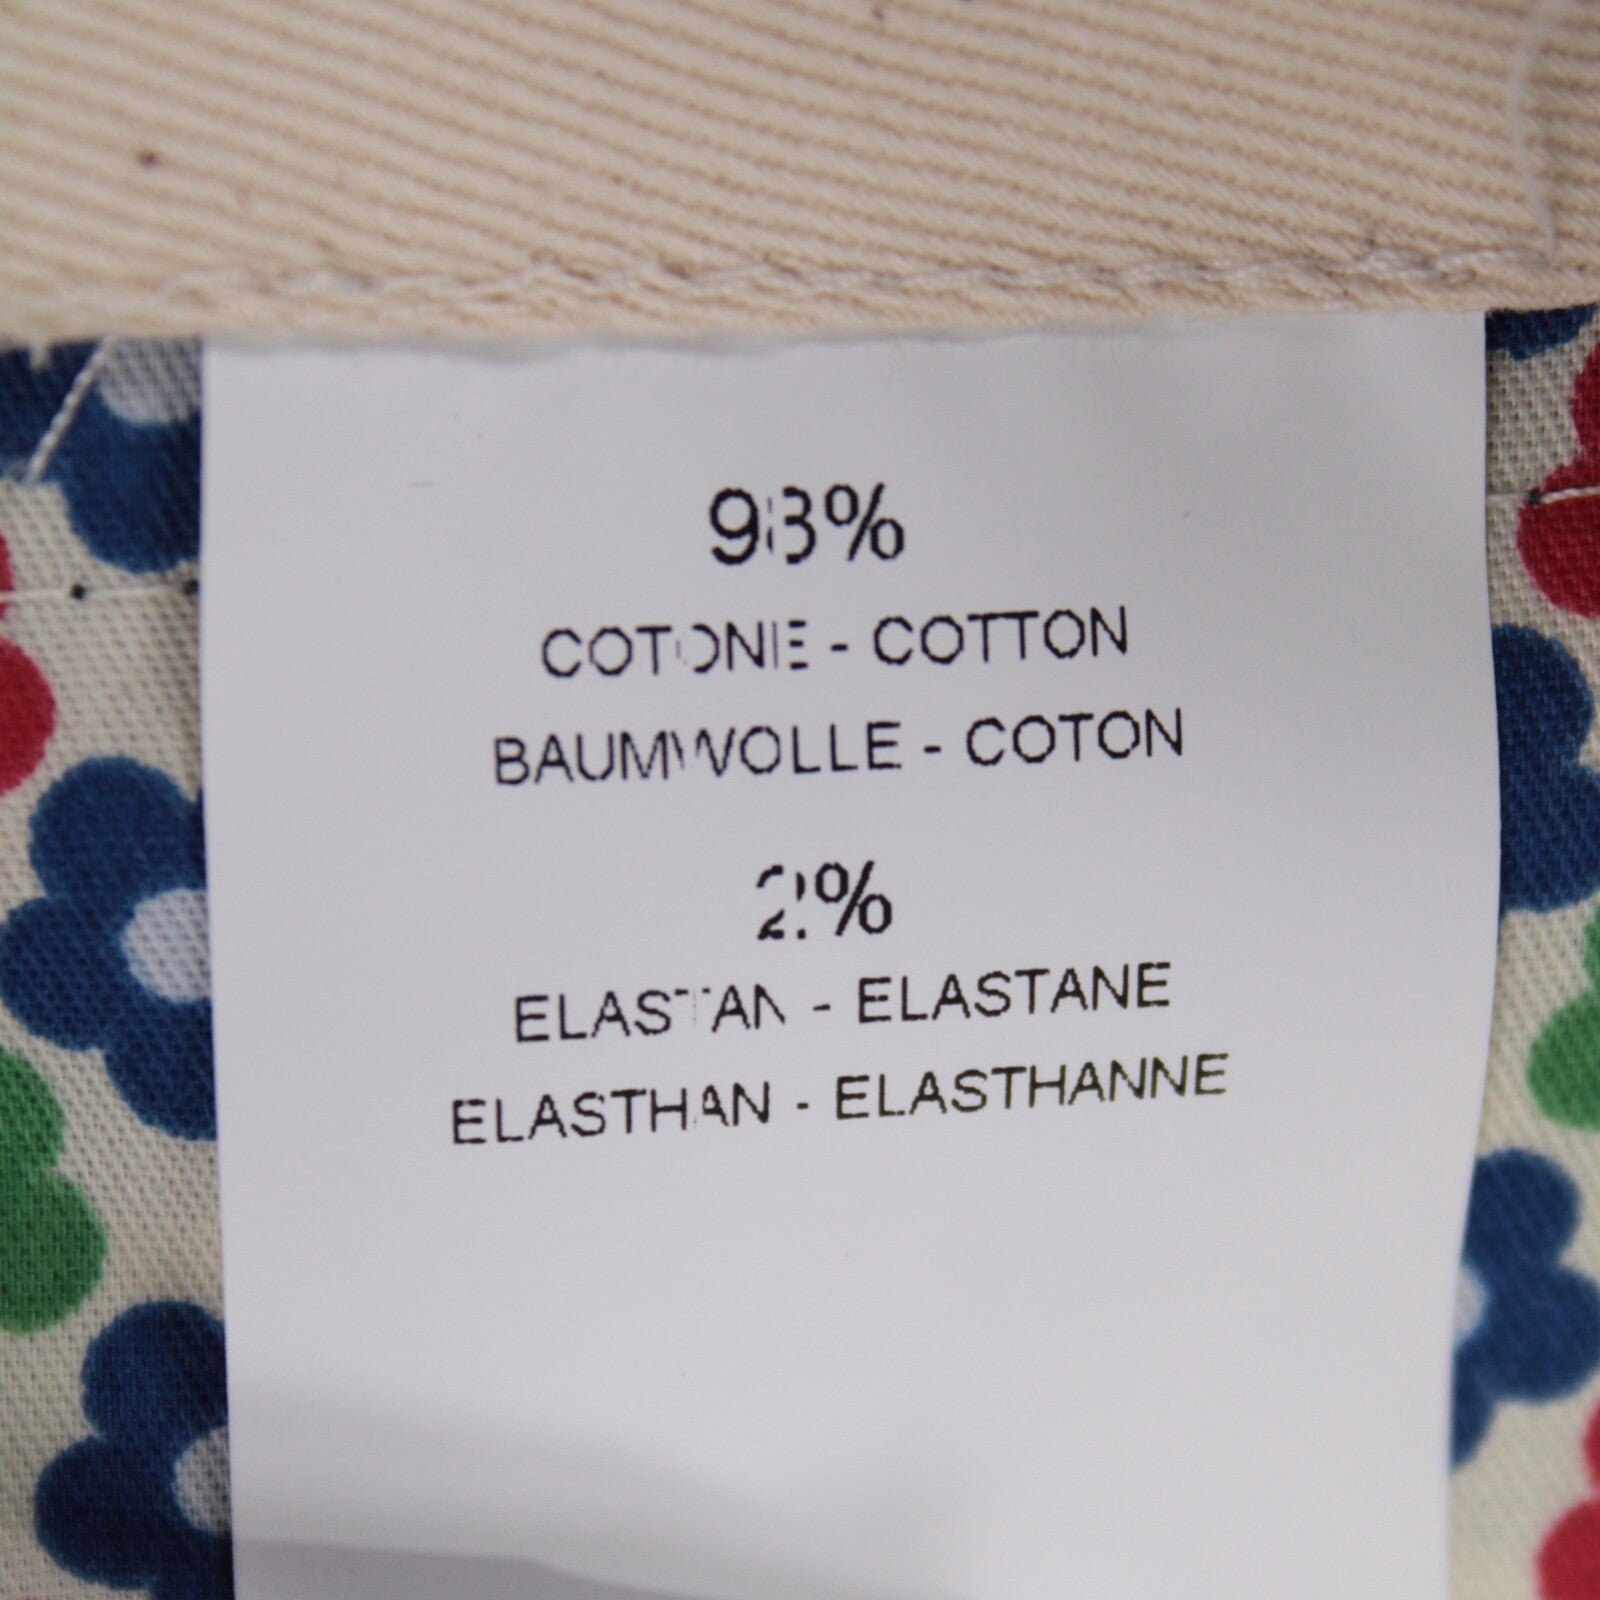 98%
COTONE - COTTON
BAUMWOLLE - COTON
2%
ELASTAN - ELASTANE
ELASTHAN - ELASTHANNE